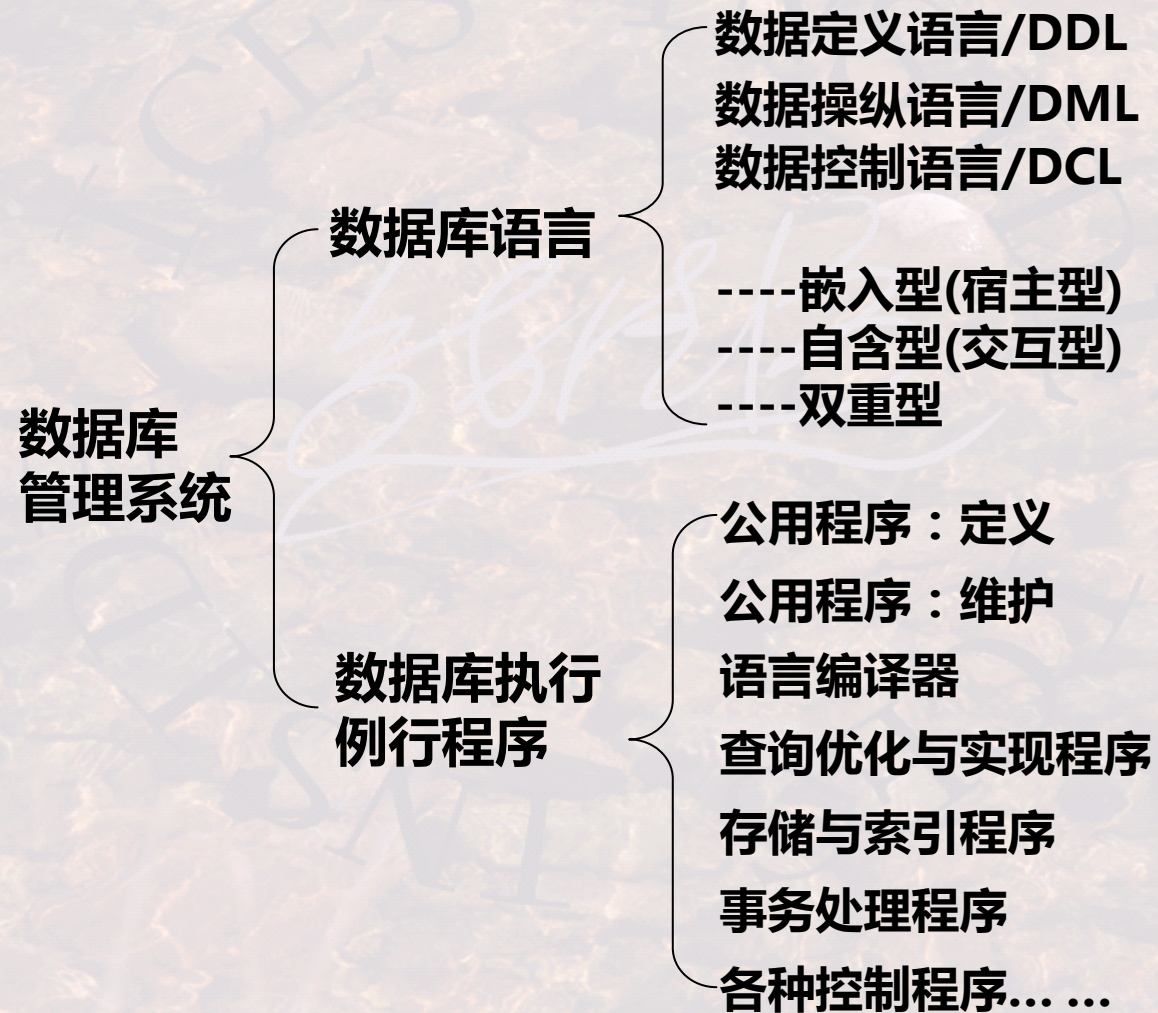 数据定义语言/DDL
数据操纵语言/DML
数据控制语言/DCL
数据库语言
----嵌入型(宿主型)
----自含型(交互型)
----双重型
数据库
管理系统
公用程序：定义
公用程序：维护
数据库执行
例行程序
语言编译器
查询优化与实现程序
存储与索引程序
事务处理程序
各种控制程序… …